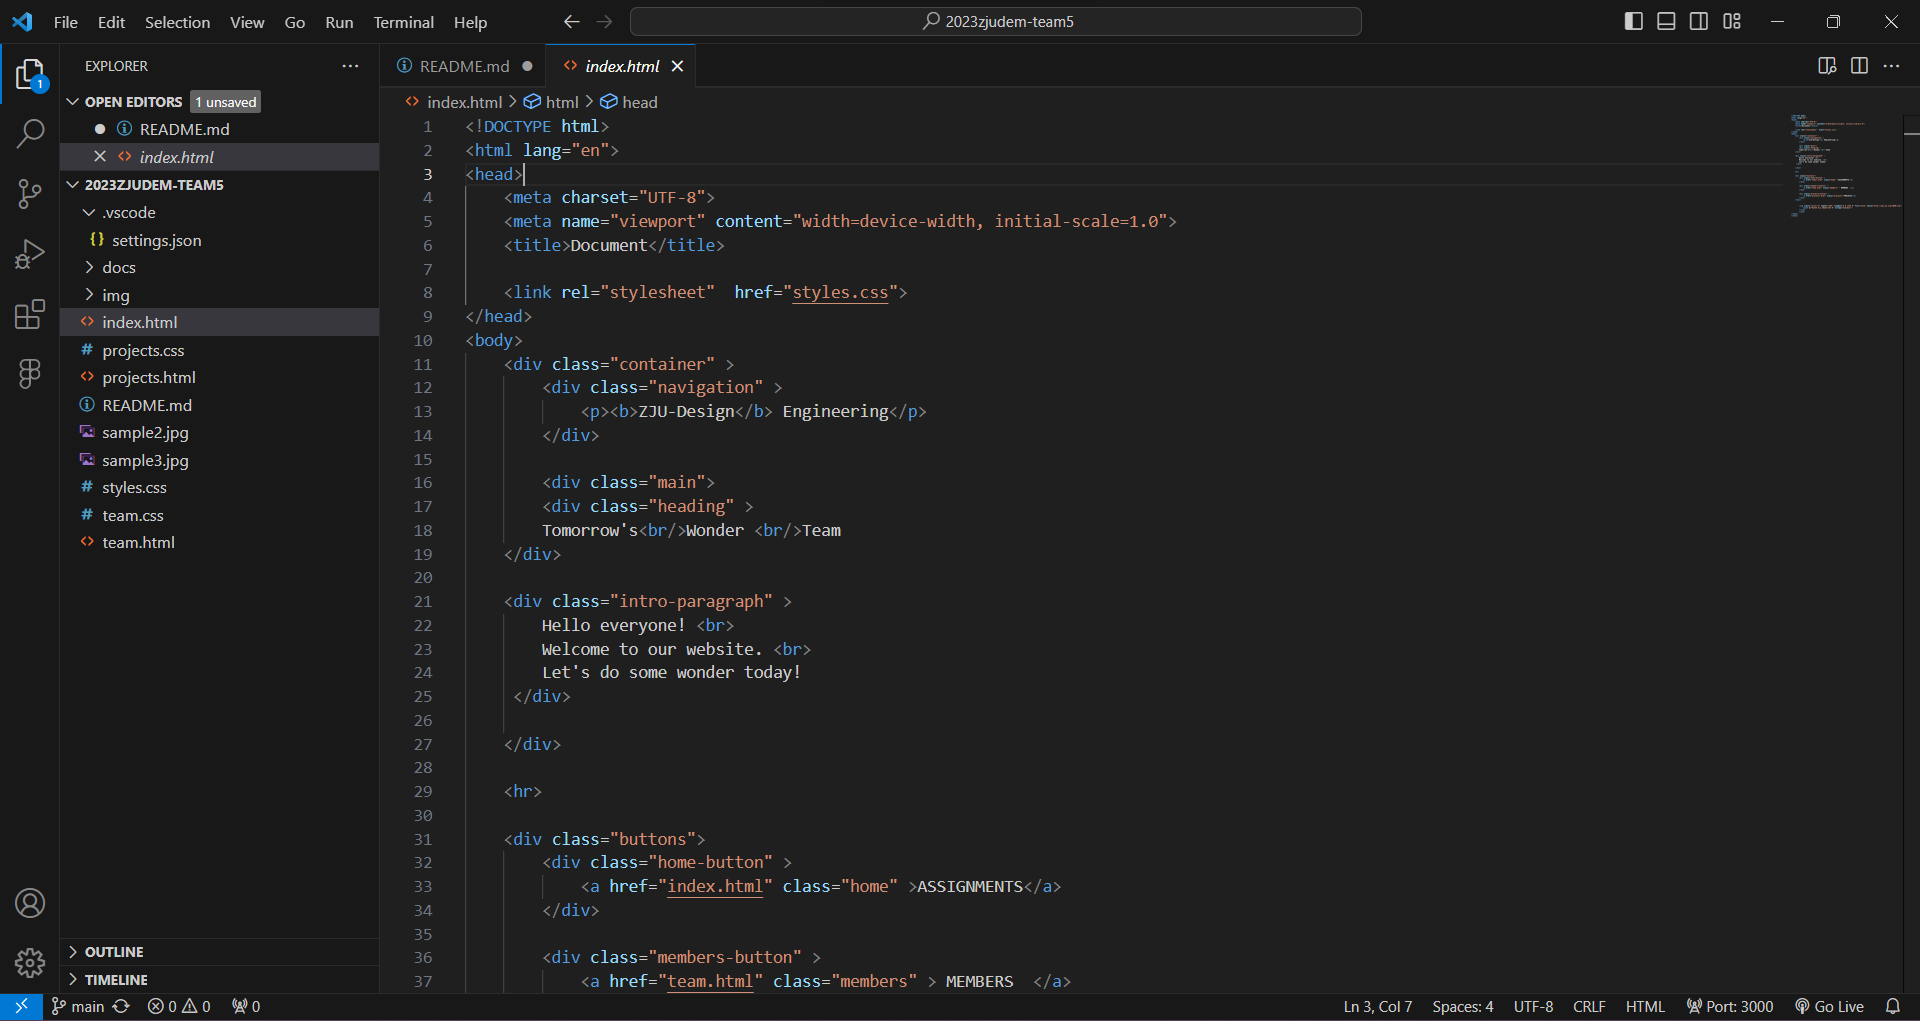 File Edit Selection View Go Run Terminal Help
2023zjudem-team5
EXPLORER
OPEN EDITORS 1 unsaved
README.md
index.html
2023ZJUDEM-TEAM5
.vscode
{} settings.json
docs
img
<> index.html
# projects.css
<> projects.html
README.md
sample2.jpg
sample3.jpg
# styles.css
# team.css
<> team.html
OUTLINE
TIMELINE
README.md
<> index.html
<> index.html > html > head
1 <!DOCTYPE html>
2 <html lang="en">
3 <head>
4 <meta charset="UTF-8">
5 <meta name="viewport" content="width=device-width, initial-scale=1.0">
6 <title>Document</title>
7
8 <link rel="stylesheet"  href="styles.css">
9 </head>
10 <body>
11 <div class="container" >
12 <div class="navigation" >
13 <p><b>ZJU-Design</b> Engineering</p>
14 </div>
15
16 <div class="main">
17 <div class="heading" >
18 Tomorrow's<br/>Wonder <br/>Team
19 </div>
20
21 <div class="intro-paragraph" >
22 Hello everyone! <br>
23 Welcome to our website. <br>
24 Let's do some wonder today!
25 </div>
26
27 </div>
28
29 <hr>
30
31 <div class="buttons">
32 <div class="home-button" >
33 <a href="index.html" class="home" >ASSIGNMENTS</a>
34 </div>
35
36 <div class="members-button" >
37 <a href="team.html" class="members" > MEMBERS  </a>
1
main 0 0 0
Ln 3, Col 7 Spaces: 4 UTF-8 CRLF HTML Port: 3000 Go Live